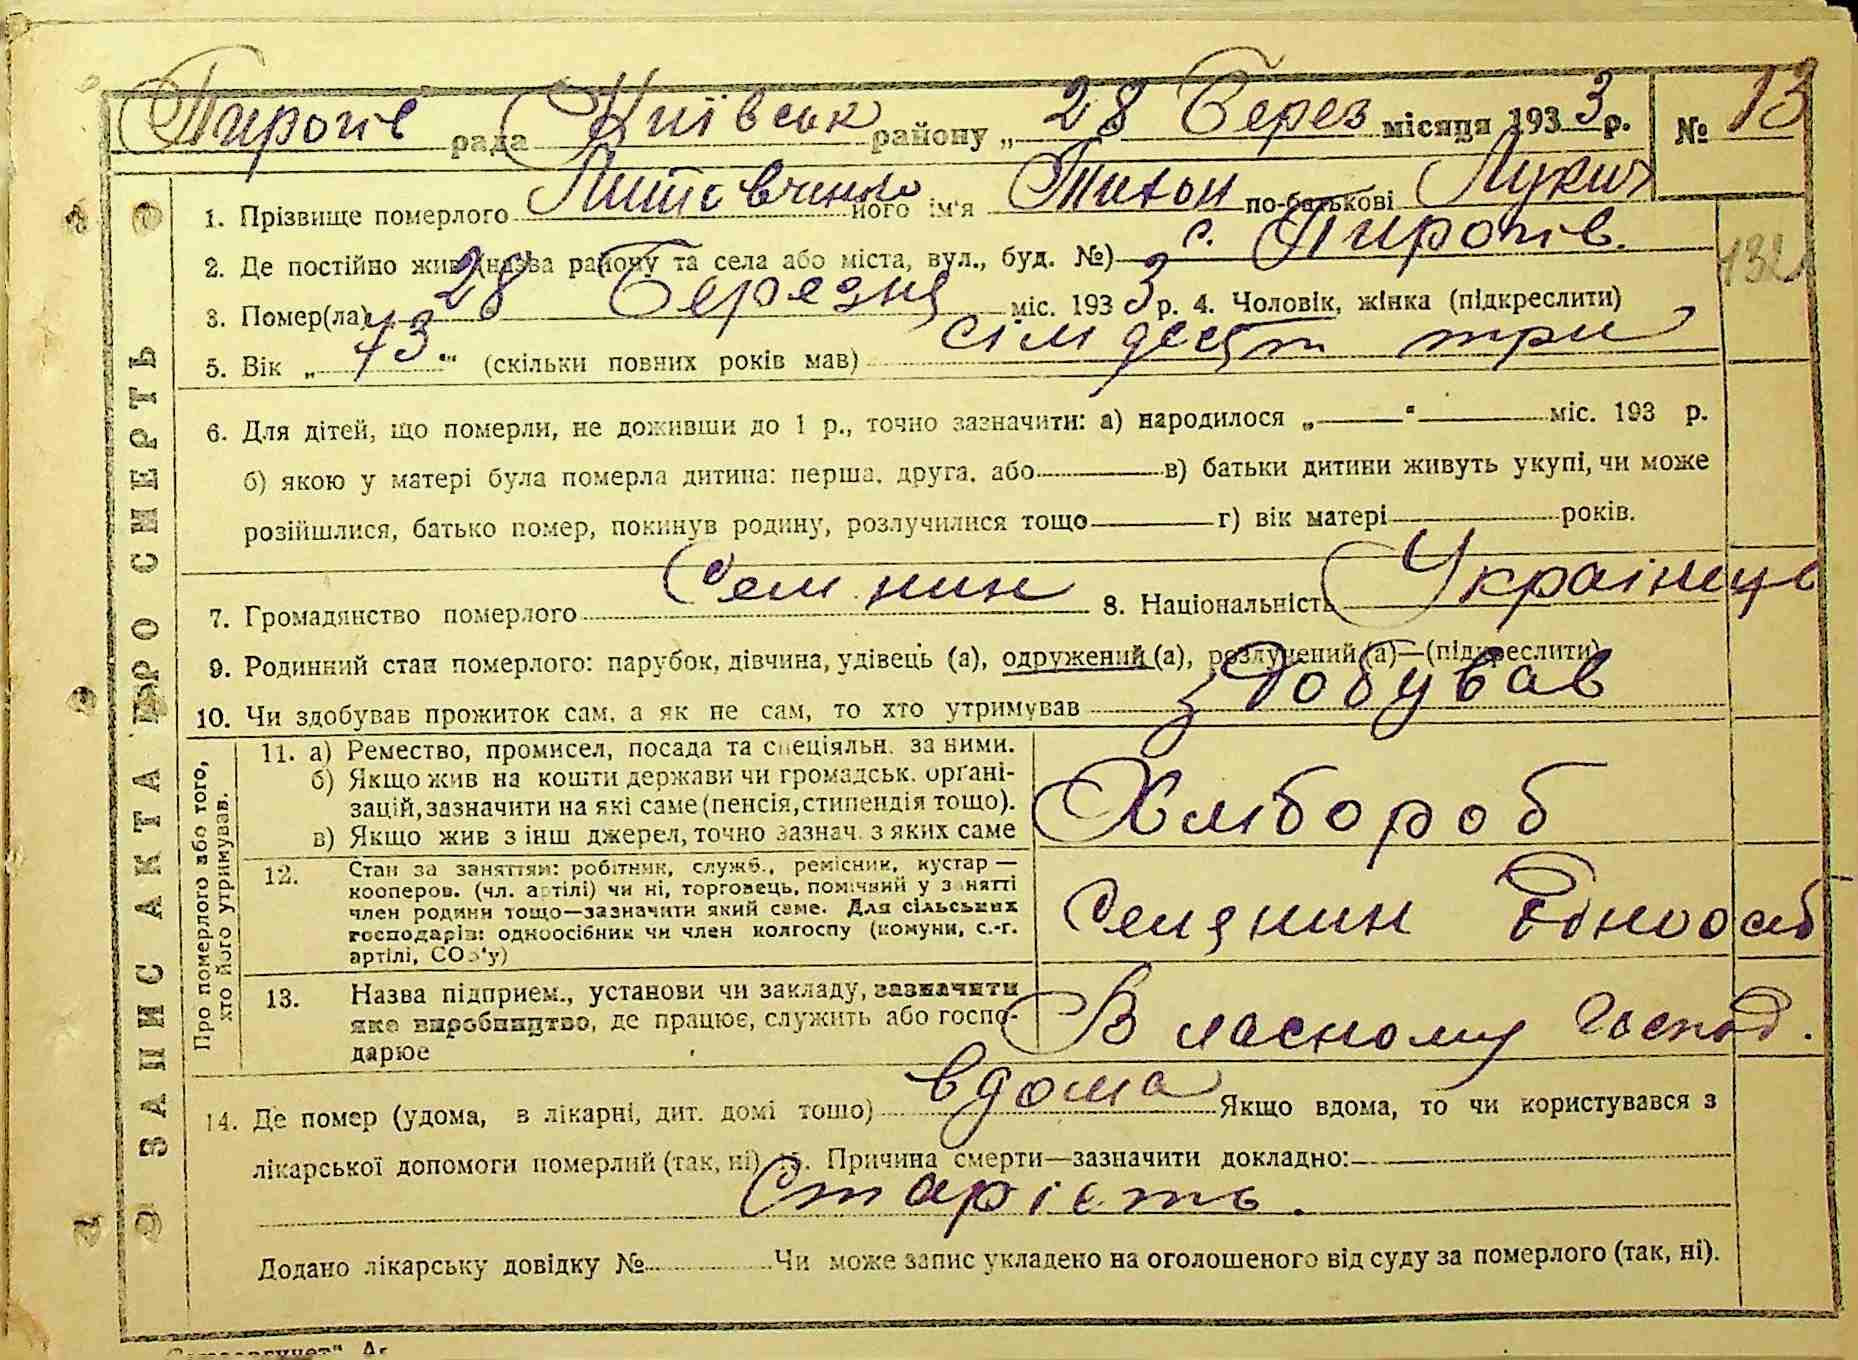 Пирогів рада Київськ району „ 28 Берез місяця 1933 р. № 13
1. Прізвище померлого Литовченко його ім'я Тихон по-батькові Лукич
2. Де постійно жив (назва району та села або міста, вул., буд. №) с. Пирогів.
132
3. Помер(ла) 28 Березня міс. 1933 р. 4. Чоловік, жінка (підкреслити)
5. Вік „ 73 “ (скільки повних років мав) сімдесят три
6. Для дітей, що померли, не доживши до 1 р., точно зазначити: а) народилося „ — “ — міс. 193 р.
б) якою у матері була померла дитина: перша, друга, або — в) батьки дитини живуть укупі, чи може
розійшлися, батько помер, покинув родину, розлучилися тощо — г) вік матері — років.
7. Громадянство померлого 8. Національність Українець
9. Родинний стан померлого: парубок, дівчина, удівець (а), одружений (а), розлучений (а)—(підкреслити)
10. Чи здобував прожиток сам, а як не сам, то хто утримував здобував
ЗАПИС АКТА ПРО СМЕРТЬ
Про померлого або того, хто його утримував.
11. а) Ремество, промисел, посада та спеціяльн. за ними.
б) Якщо жив на кошти держави чи громадськ. органі-
зацій, зазначити на які саме (пенсія, стипендія тощо).
в) Якщо жив з інш джерел, точно зазнач. з яких саме
Хлібороб
12. Стан за заняттям: робітник, служб., ремісник, кустар —
кооперов. (чл. артілі) чи ні, торговець, помічний у занятті
член родини тощо—зазначити який саме. Для сільських
господарів: одноосібник чи член колгоспу (комуни, с.-г.
артілі, СОЗ'у)
Селянин Одноосіб
13. Назва підприєм., установи чи закладу, зазначити
яке виробництво, де працює, служить або госпо-
дарює
В ласному Господ.
14. Де помер (удома, в лікарні, дит. домі тощо) вдома Якщо вдома, то чи користувався з
лікарської допомоги померлий (так, ні) 15. Причина смерти—зазначити докладно:
Старість.
Додано лікарську довідку № Чи може запис укладено на оголошеного від суду за померлого (так, ні).